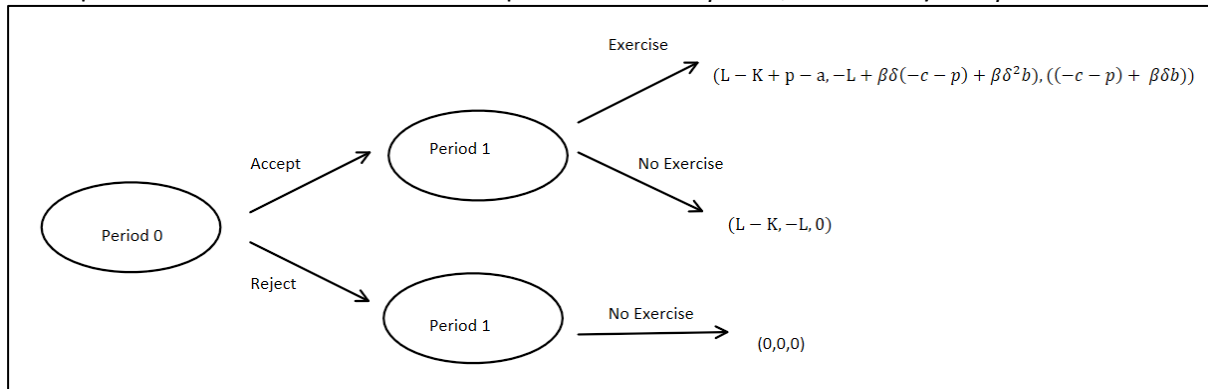 Exercise
(L − K + p − a, −L + βδ(−c − p) + βδ²b), ((−c − p) + βδb))
Period 1
Accept
No Exercise
(L − K, −L, 0)
Period 0
Reject
No Exercise
Period 1
(0,0,0)